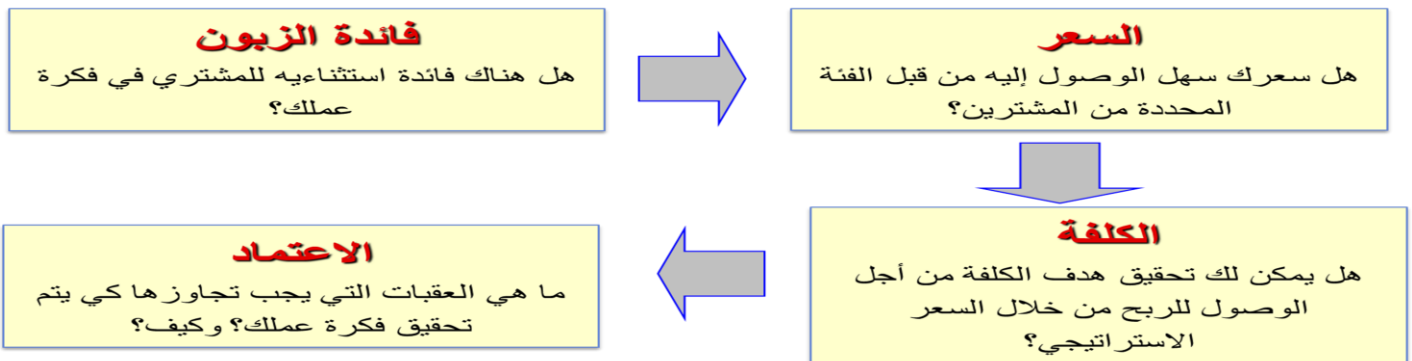 فائدة الزبون
هل هناك فائدة استثناءيه للمشتري في فكرة
عملك؟
السعر
هل سعرك سهل الوصول إليه من قبل الفئة
المحددة من المشترين؟
الكلفة
هل يمكن لك تحقيق هدف الكلفة من أجل
الوصول للربح من خلال السعر
الاستراتيجي؟
الاعتماد
ما هي العقبات التي يجب تجاوزها كي يتم
تحقيق فكرة عملك؟ وكيف؟